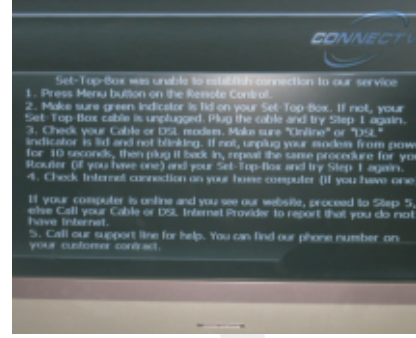 CONNECTV
Set-Top-Box was unable to establish connection to our service
1. Press Menu button on the Remote Control.
2. Make sure green indicator is lid on your Set-Top-Box. If not, your
Set-Top-Box cable is unplugged. Plug the cable and try Step 1 again.
3. Check your Cable or DSL modem. Make sure "Online" or "DSL"
indicator is lid and not blinking. If not, unplug your modem from power
for 30 seconds, then plug it back in, repeat the same procedure for you
Router (if you have one) and your Set-Top-Box and try Step 1 again.
4. Check Internet connection on your home computer (if you have one)
If your computer is online and you see our website, proceed to Step 5,
else Call your Cable or DSL Internet Provider to report that you do not
have Internet.
5. Call our support line for help. You can find our phone number on
your customer contract.